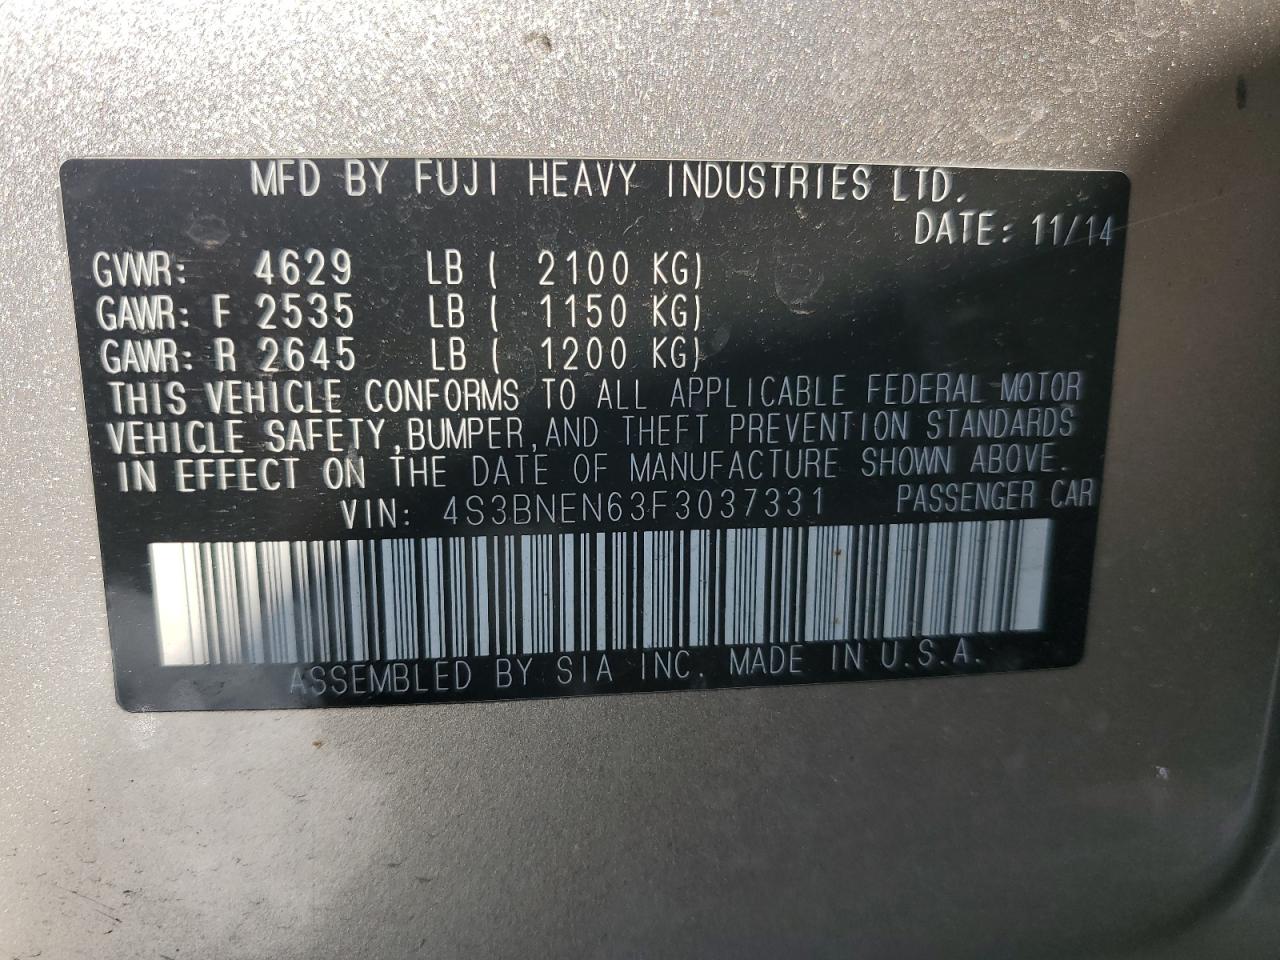 MFD BY FUJI HEAVY INDUSTRIES LTD.
DATE: 11/14
GVWR: 4629 LB ( 2100 KG)
GAWR: F 2535 LB ( 1150 KG)
GAWR: R 2645 LB ( 1200 KG)
THIS VEHICLE CONFORMS TO ALL APPLICABLE FEDERAL MOTOR
VEHICLE SAFETY, BUMPER, AND THEFT PREVENTION STANDARDS
IN EFFECT ON THE DATE OF MANUFACTURE SHOWN ABOVE.
VIN: 4S3BNEN63F3037331 PASSENGER CAR
ASSEMBLED BY SIA INC. MADE IN U.S.A.